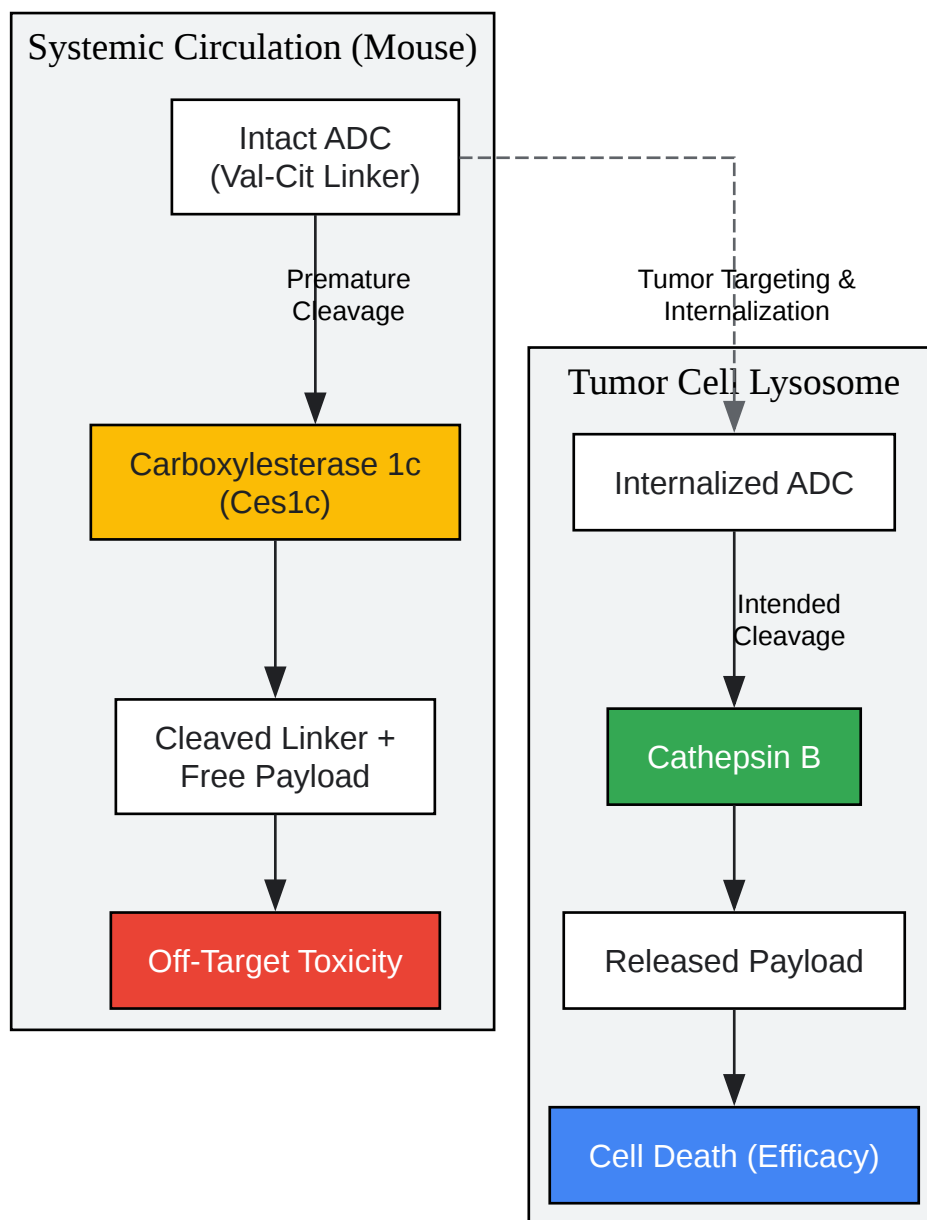 Systemic Circulation (Mouse)
Intact ADC
(Val-Cit Linker)
Premature
Cleavage
Carboxylesterase 1c
(Ces1c)
Cleaved Linker +
Free Payload
Off-Target Toxicity
Tumor Targeting &
Internalization
Tumor Cell Lysosome
Internalized ADC
Intended
Cleavage
Cathepsin B
Released Payload
Cell Death (Efficacy)